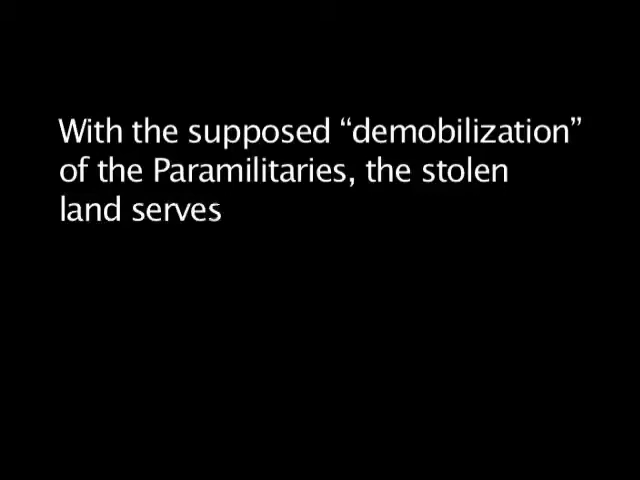 With the supposed “demobilization”
of the Paramilitaries, the stolen
land serves